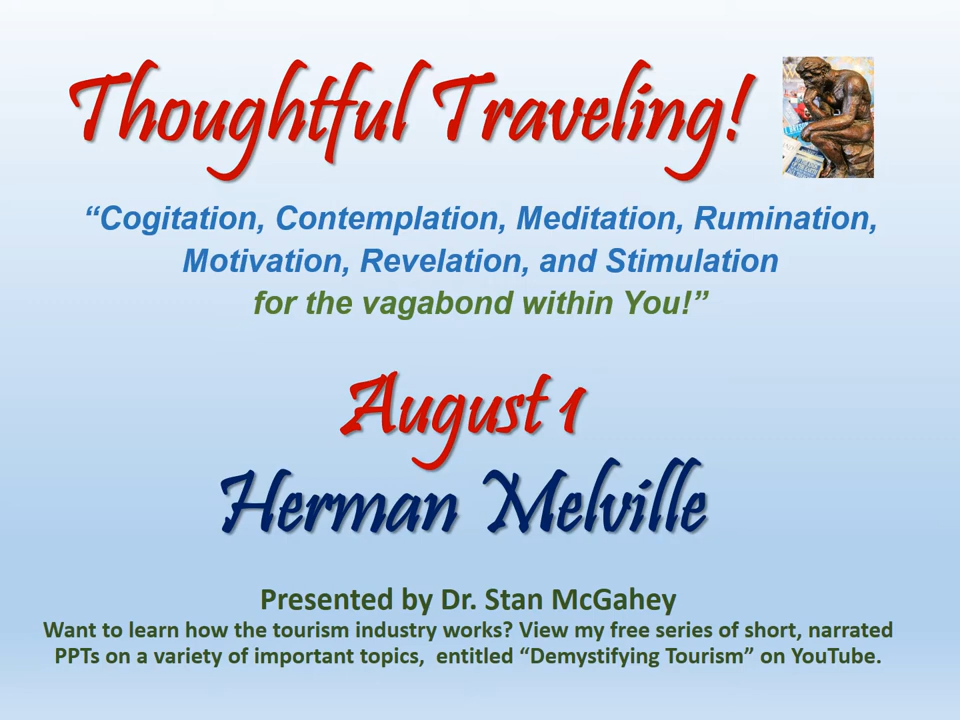 Thoughtful Traveling!
“Cogitation, Contemplation, Meditation, Rumination,
Motivation, Revelation, and Stimulation
for the vagabond within You!”
August 1
Herman Melville
Presented by Dr. Stan McGahey
Want to learn how the tourism industry works? View my free series of short, narrated
PPTs on a variety of important topics, entitled “Demystifying Tourism” on YouTube.